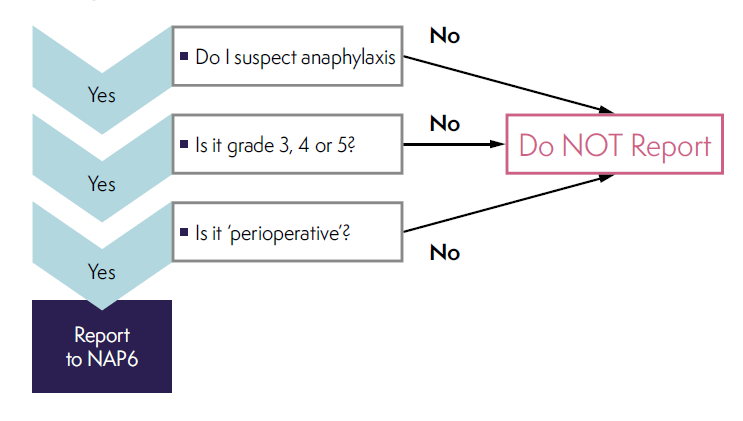 Do I suspect anaphylaxis
No
Yes
Is it grade 3, 4 or 5?
No
Do NOT Report
Yes
Is it ‘perioperative’?
No
Yes
Report
to NAP6